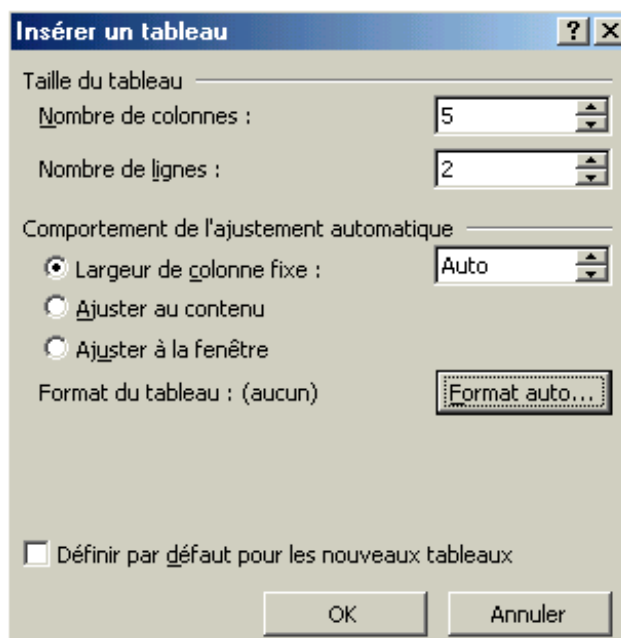 Insérer un tableau
Taille du tableau
Nombre de colonnes : 5
Nombre de lignes : 2
Comportement de l'ajustement automatique
Largeur de colonne fixe : Auto
Ajuster au contenu
Ajuster à la fenêtre
Format du tableau : (aucun) Format auto...
Définir par défaut pour les nouveaux tableaux
OK Annuler